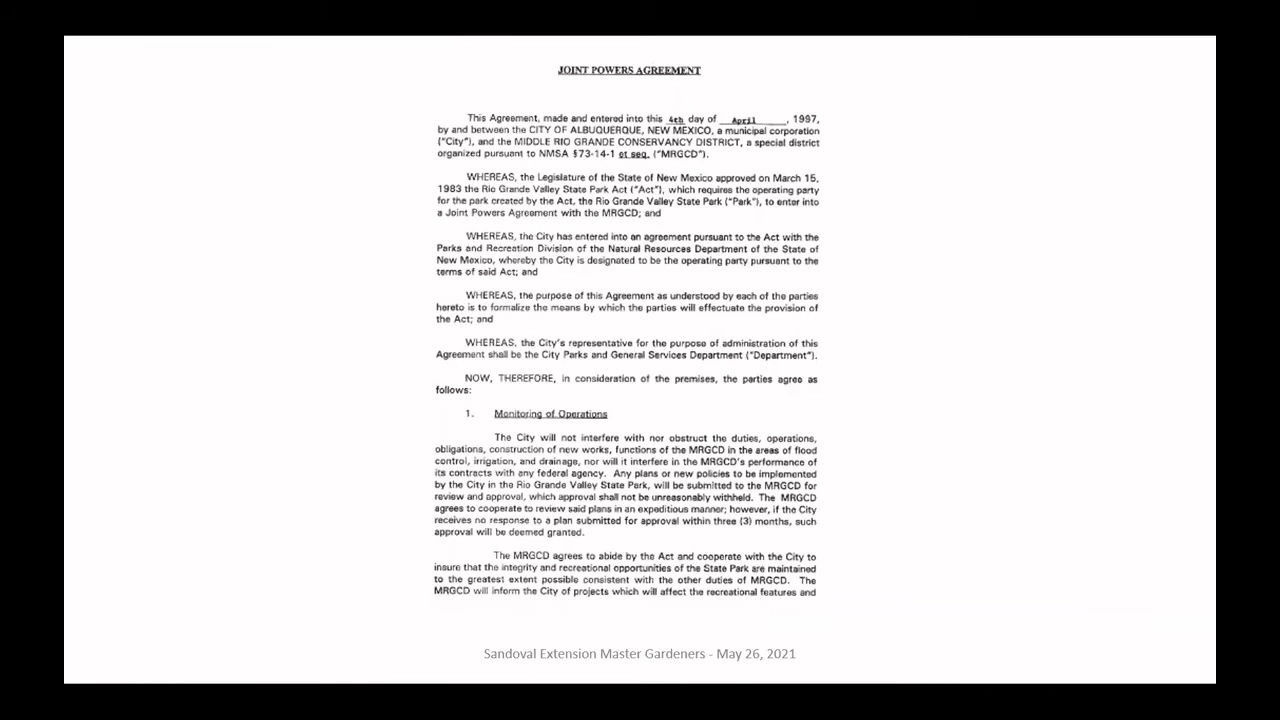 JOINT POWERS AGREEMENT
This Agreement, made and entered into this 4th day of April, 1997,
by and between the CITY OF ALBUQUERQUE, NEW MEXICO, a municipal corporation
("City"), and the MIDDLE RIO GRANDE CONSERVANCY DISTRICT, a special district
organized pursuant to NMSA §73-14-1 et seq. ("MRGCD").
WHEREAS, the Legislature of the State of New Mexico approved on March 15,
1983 the Rio Grande Valley State Park Act ("Act"), which requires the operating party
for the park created by the Act, the Rio Grande Valley State Park ("Park"), to enter into
a Joint Powers Agreement with the MRGCD; and
WHEREAS, the City has entered into an agreement pursuant to the Act with the
Parks and Recreation Division of the Natural Resources Department of the State of
New Mexico, whereby the City is designated to be the operating party pursuant to the
terms of said Act; and
WHEREAS, the purpose of this Agreement as understood by each of the parties
hereto is to formalize the means by which the parties will effectuate the provision of
the Act; and
WHEREAS, the City's representative for the purpose of administration of this
Agreement shall be the City Parks and General Services Department ("Department").
NOW, THEREFORE, in consideration of the premises, the parties agree as
follows:
1. Monitoring of Operations
The City will not interfere with nor obstruct the duties, operations,
obligations, construction of new works, functions of the MRGCD in the areas of flood
control, irrigation, and drainage, nor will it interfere in the MRGCD's performance of
its contracts with any federal agency. Any plans or new policies to be implemented
by the City in the Rio Grande Valley State Park, will be submitted to the MRGCD for
review and approval, which approval shall not be unreasonably withheld. The MRGCD
agrees to cooperate to review said plans in an expeditious manner; however, if the City
receives no response to a plan submitted for approval within three (3) months, such
approval will be deemed granted.
The MRGCD agrees to abide by the Act and cooperate with the City to
insure that the integrity and recreational opportunities of the State Park are maintained
to the greatest extent possible consistent with the other duties of MRGCD. The
MRGCD will inform the City of projects which will affect the recreational features and
Sandoval Extension Master Gardeners - May 26, 2021